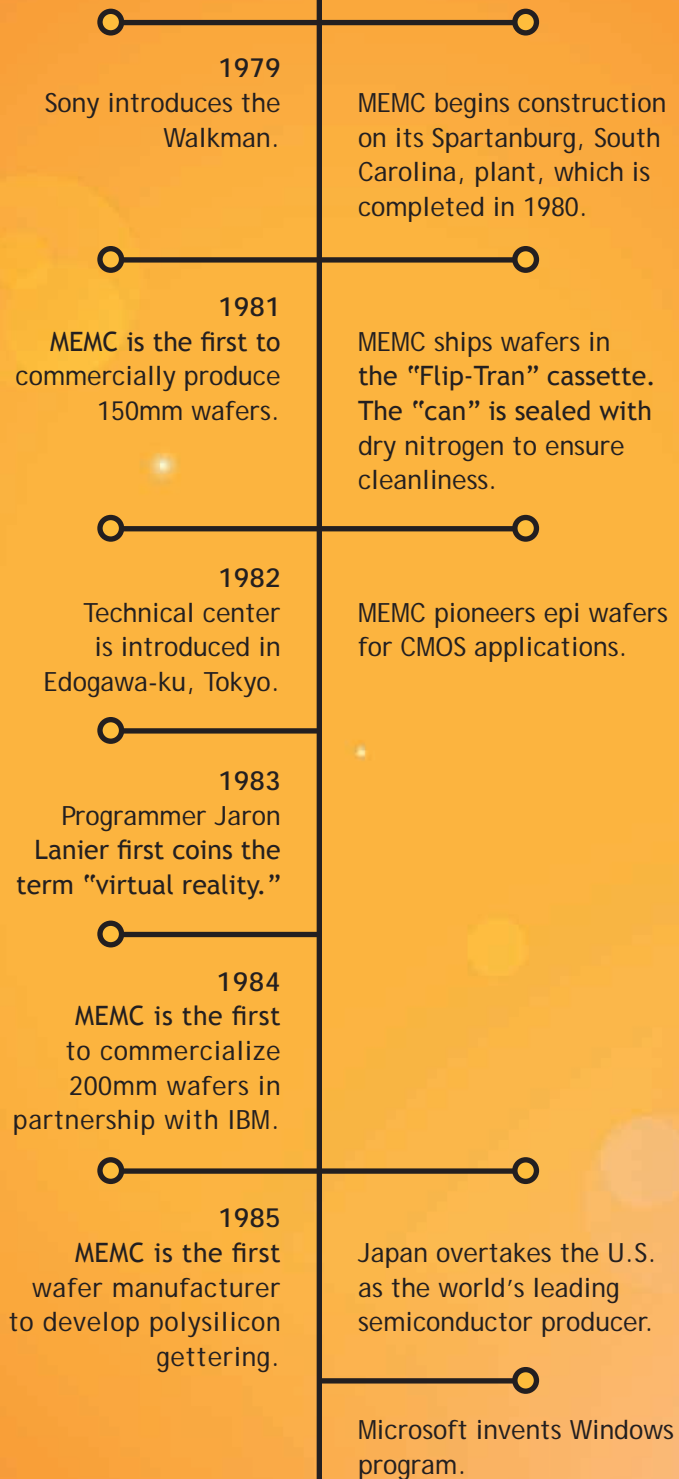 1979
Sony introduces the
Walkman.
MEMC begins construction
on its Spartanburg, South
Carolina, plant, which is
completed in 1980.
1981
MEMC is the first to
commercially produce
150mm wafers.
MEMC ships wafers in
the “Flip-Tran” cassette.
The “can” is sealed with
dry nitrogen to ensure
cleanliness.
1982
Technical center
is introduced in
Edogawa-ku, Tokyo.
MEMC pioneers epi wafers
for CMOS applications.
1983
Programmer Jaron
Lanier first coins the
term “virtual reality.”
1984
MEMC is the first
to commercialize
200mm wafers in
partnership with IBM.
1985
MEMC is the first
wafer manufacturer
to develop polysilicon
gettering.
Japan overtakes the U.S.
as the world’s leading
semiconductor producer.
Microsoft invents Windows
program.